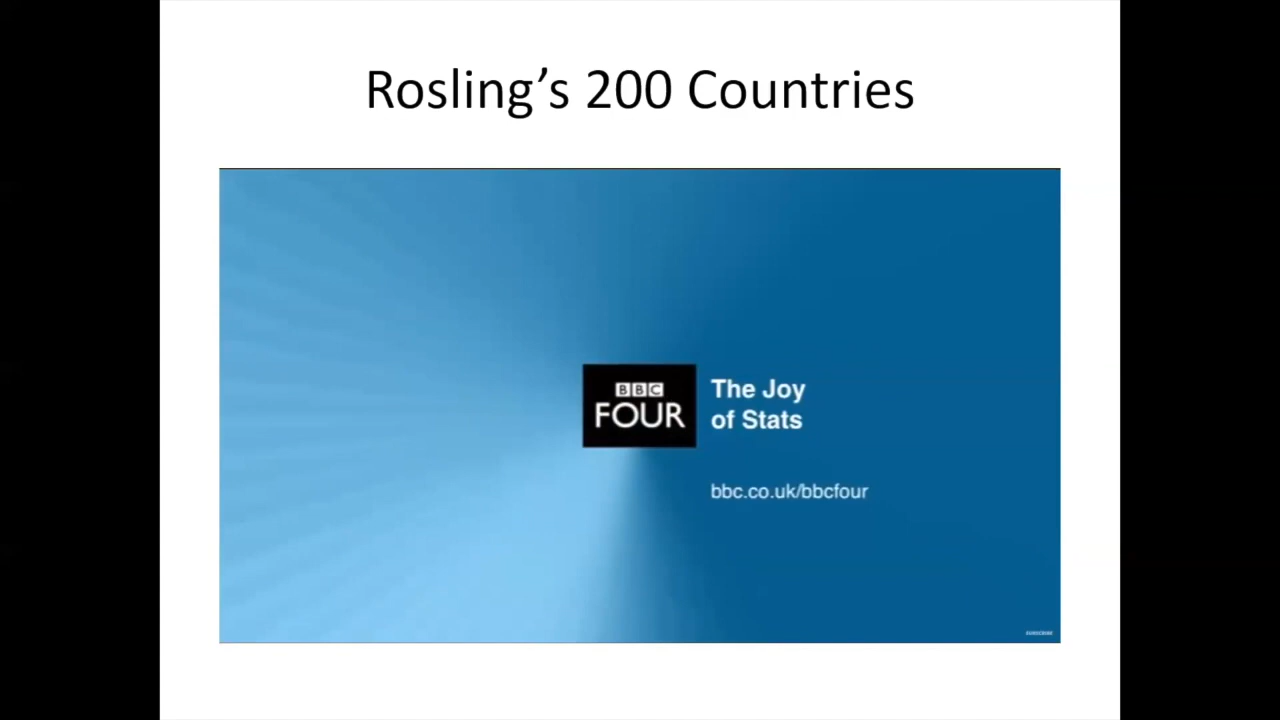 Rosling’s 200 Countries
BBC
FOUR
The Joy
of Stats
bbc.co.uk/bbcfour